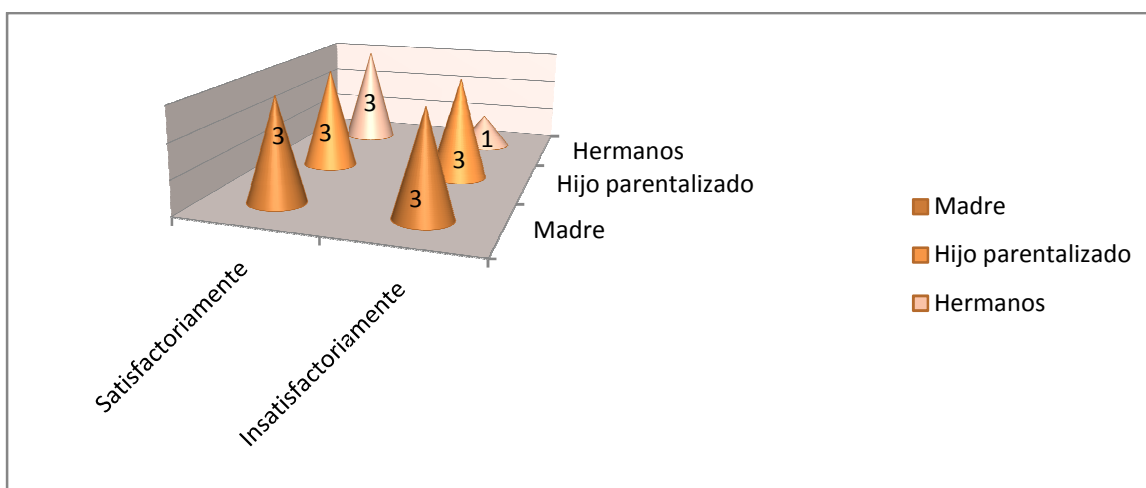 3
3
3
3
3
1
Hermanos
Hijo parentalizado
Madre
Satisfactoriamente
Insatisfactoriamente
Madre
Hijo parentalizado
Hermanos